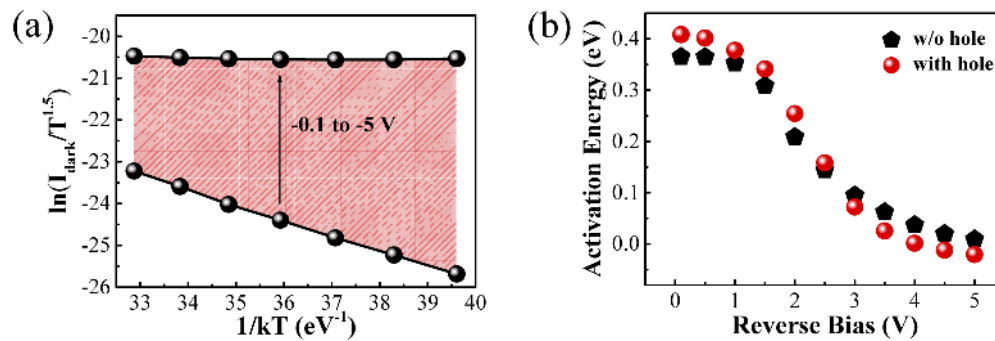 (a)
ln(I_dark/T^1.5)
-20
-21
-22
-23
-24
-25
-26
-0.1 to -5 V
33 34 35 36 37 38 39 40
1/kT (eV^-1)
(b)
Activation Energy (eV)
0.4
0.3
0.2
0.1
0.0
w/o hole
with hole
0 1 2 3 4 5
Reverse Bias (V)